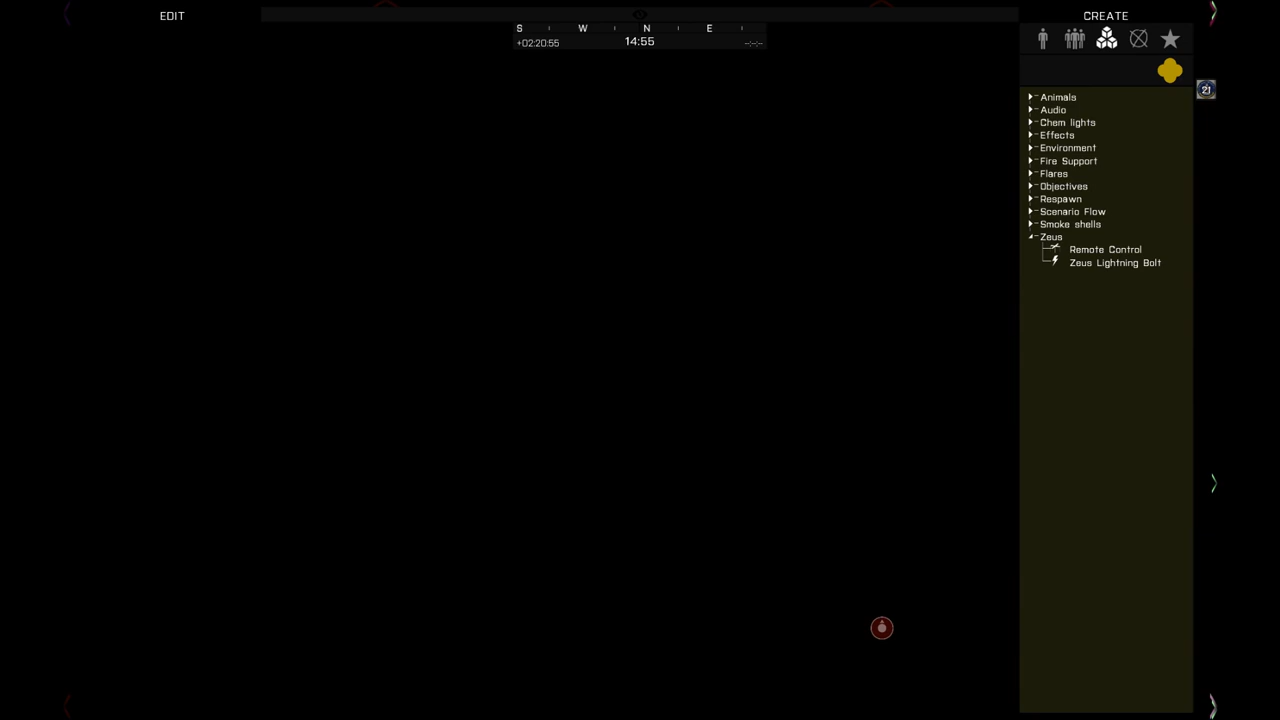 EDIT
CREATE
S W N E
+02:20:55 14:55 --:--:--
21
Animals
Audio
Chem lights
Effects
Environment
Fire Support
Flares
Objectives
Respawn
Scenario Flow
Smoke shells
Zeus
Remote Control
Zeus Lightning Bolt